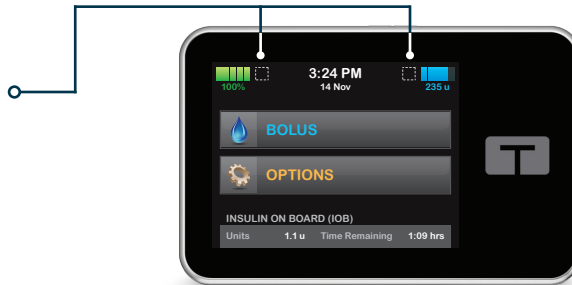 3:24 PM
14 Nov
100%
235 u
BOLUS
OPTIONS
INSULIN ON BOARD (IOB)
Units 1.1 u Time Remaining 1:09 hrs
T